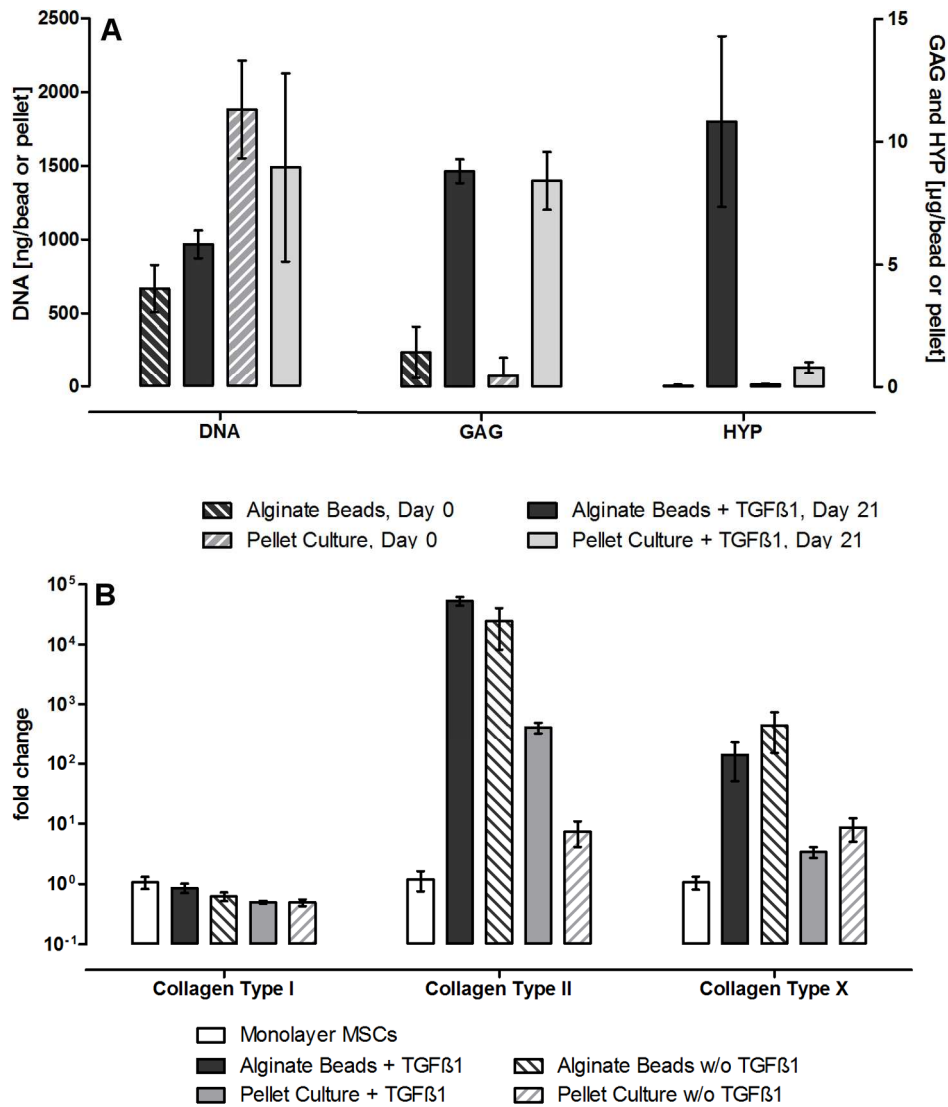 A
2500
2000
1500
1000
500
0
DNA [ng/bead or pellet]
15
10
5
0
GAG and HYP [µg/bead or pellet]
DNA GAG HYP
Alginate Beads, Day 0 Alginate Beads + TGFß1, Day 21
Pellet Culture, Day 0 Pellet Culture + TGFß1, Day 21
B
10⁵
10⁴
10³
10²
10¹
10⁰
10⁻¹
fold change
Collagen Type I Collagen Type II Collagen Type X
Monolayer MSCs
Alginate Beads + TGFß1 Alginate Beads w/o TGFß1
Pellet Culture + TGFß1 Pellet Culture w/o TGFß1